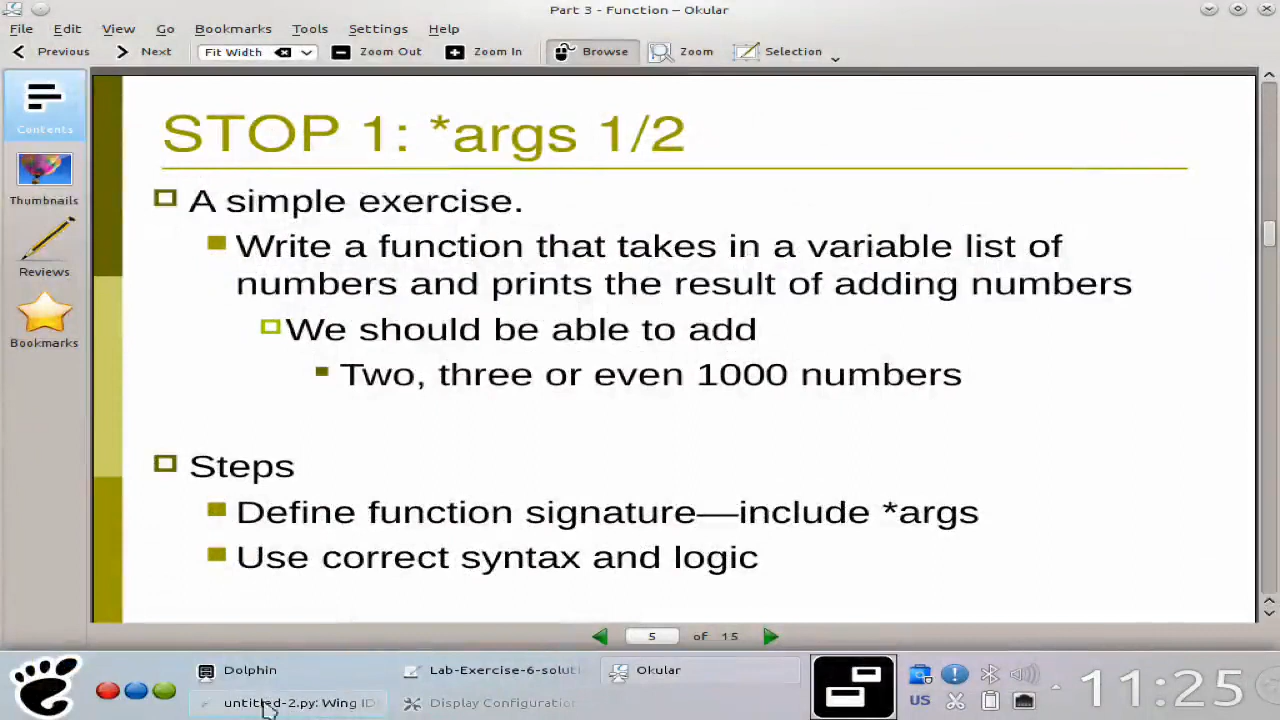 Part 3 - Function – Okular
File Edit View Go Bookmarks Tools Settings Help
Previous Next Fit Width Zoom Out Zoom In Browse Zoom Selection
Contents
Thumbnails
Reviews
Bookmarks
STOP 1: *args 1/2
A simple exercise.
Write a function that takes in a variable list of
numbers and prints the result of adding numbers
We should be able to add
Two, three or even 1000 numbers
Steps
Define function signature—include *args
Use correct syntax and logic
5 of 15
Dolphin Lab-Exercise-6-soluti Okular
untitled-2.py: Wing ID Display Configuration
US
11:25